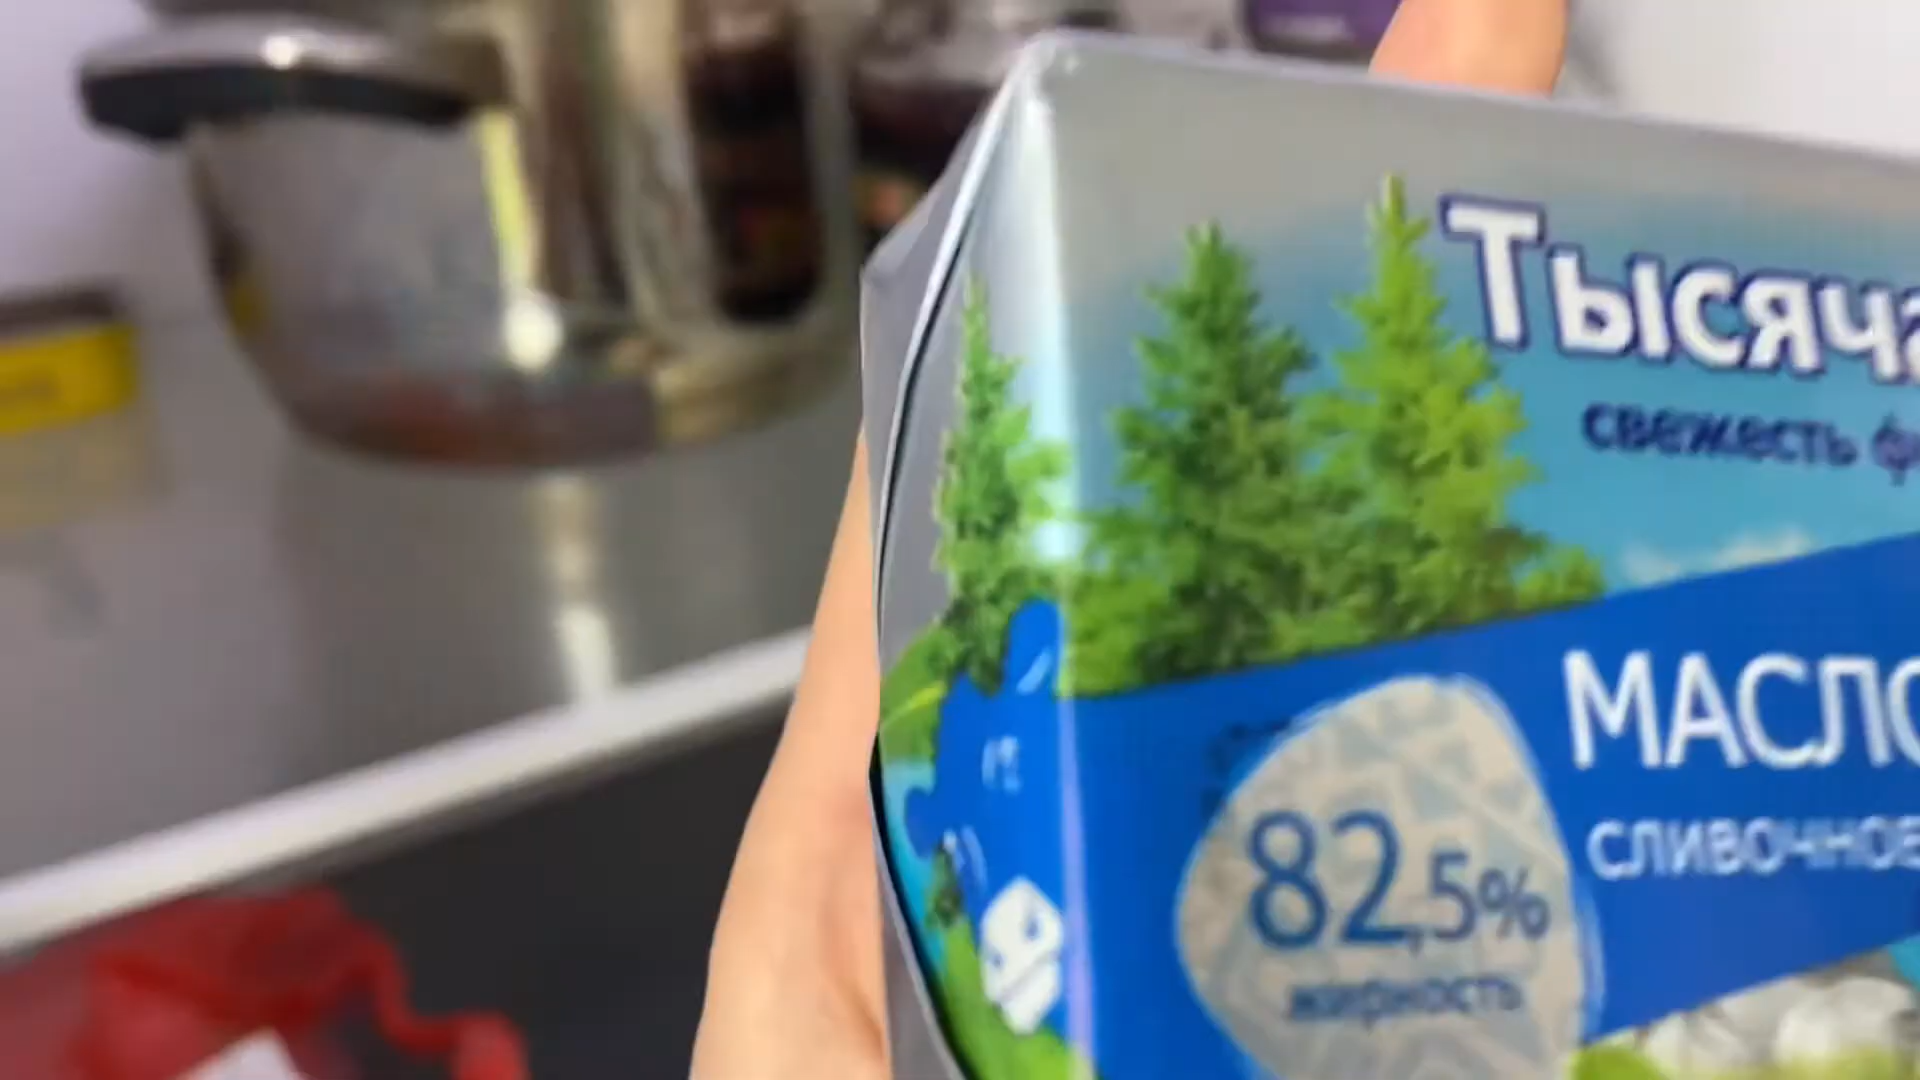 Тысяча
свежесть
МАСЛО
СЛИВОЧНОЕ
82,5%
жирность